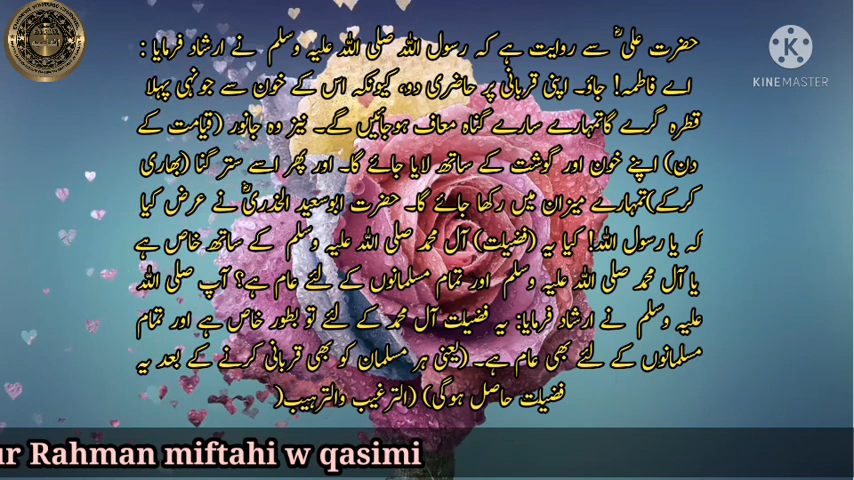 حضرت علیؓ سے روایت ہے کہ رسول اللہ صلی اللہ علیہ وسلم نے ارشاد فرمایا :
اے فاطمہ! جاؤ۔ اپنی قربانی پر حاضری دو، کیونکہ اس کے خون سے جونہی پہلا
قطرہ گرے گاتمہارے سارے گناہ معاف ہوجائیں گے۔ نیز وہ جانور (قیامت کے
دن) اپنے خون اور گوشت کے ساتھ لایا جائے گا۔ اور پھر اسے ستر گنا (بھاری
کرکے)تمہارے میزان میں رکھا جائے گا۔ حضرت ابوسعید الخدریؓ نے عرض کیا
کہ یا رسول اللہ! کیا یہ (فضیلت) آل محمد صلی اللہ علیہ وسلم کے ساتھ خاص ہے
یا آل محمد صلی اللہ علیہ وسلم اور تمام مسلمانوں کے لئے عام ہے؟ آپ صلی اللہ
علیہ وسلم نے ارشاد فرمایا: یہ فضیلت آل محمد کے لئے تو بطور خاص ہے اور تمام
مسلمانوں کے لئے بھی عام ہے۔ (یعنی ہر مسلمان کو بھی قربانی کرنے کے بعد یہ
فضیلت حاصل ہوگی) (الترغیب والترہیب(
KINEMASTER
ur Rahman miftahi w qasimi